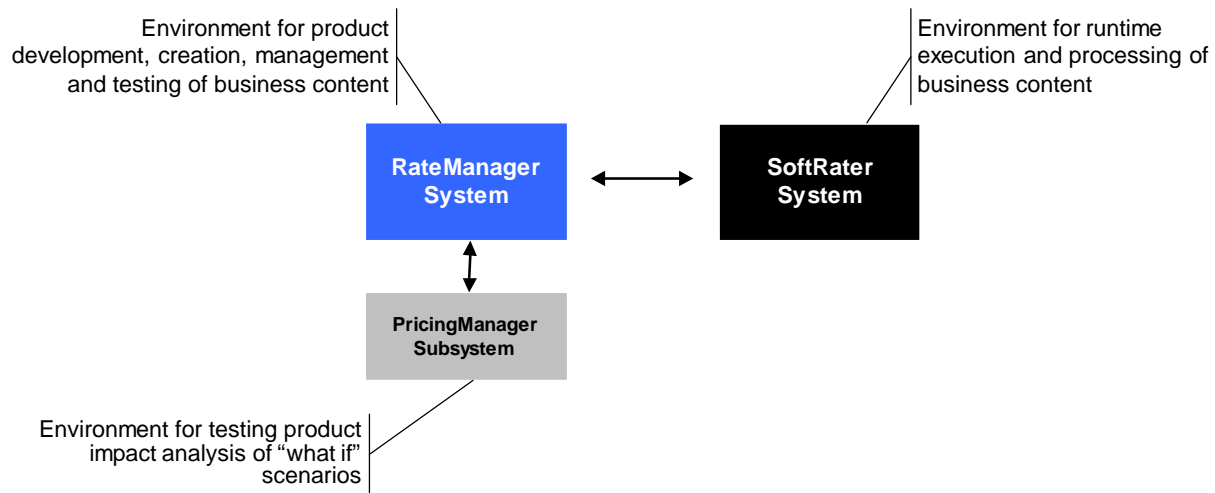 Environment for product
development, creation, management
and testing of business content
Environment for runtime
execution and processing of
business content
RateManager
System
SoftRater
System
PricingManager
Subsystem
Environment for testing product
impact analysis of “what if”
scenarios